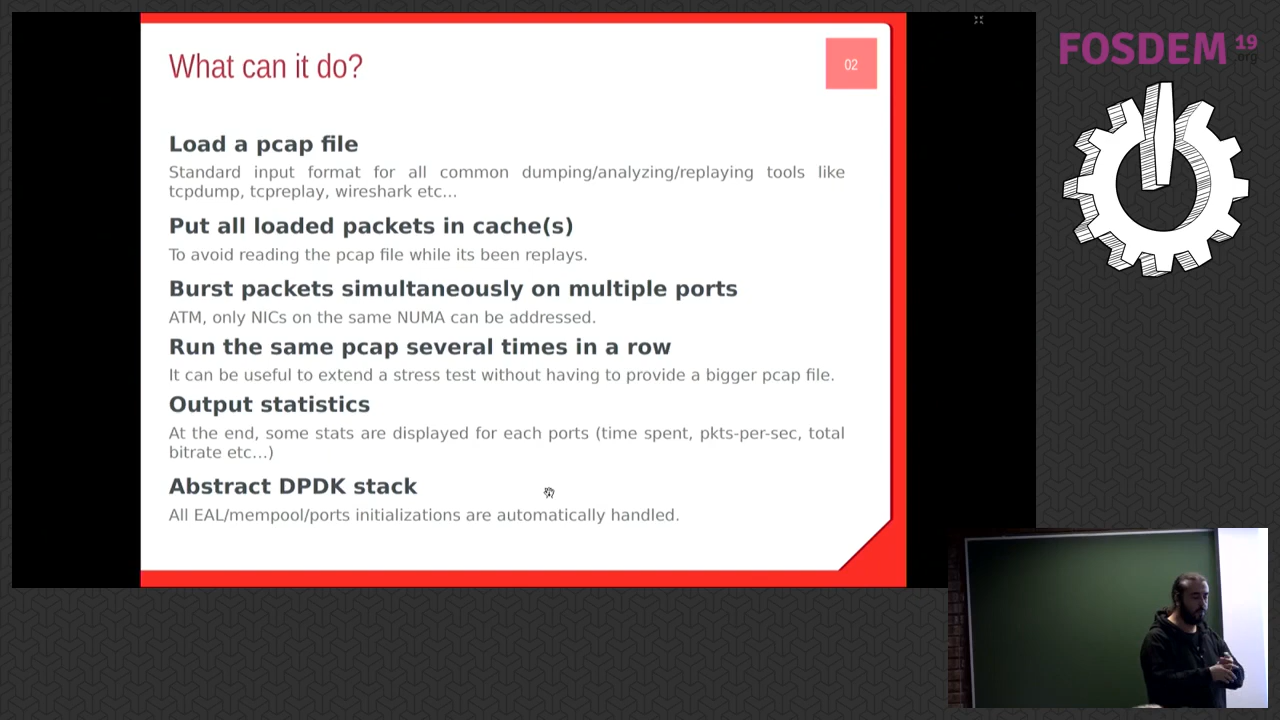 What can it do?
02
Load a pcap file
Standard input format for all common dumping/analyzing/replaying tools like
tcpdump, tcpreplay, wireshark etc...
Put all loaded packets in cache(s)
To avoid reading the pcap file while its been replays.
Burst packets simultaneously on multiple ports
ATM, only NICs on the same NUMA can be addressed.
Run the same pcap several times in a row
It can be useful to extend a stress test without having to provide a bigger pcap file.
Output statistics
At the end, some stats are displayed for each ports (time spent, pkts-per-sec, total
bitrate etc...)
Abstract DPDK stack
All EAL/mempool/ports initializations are automatically handled.
FOSDEM 19
.org